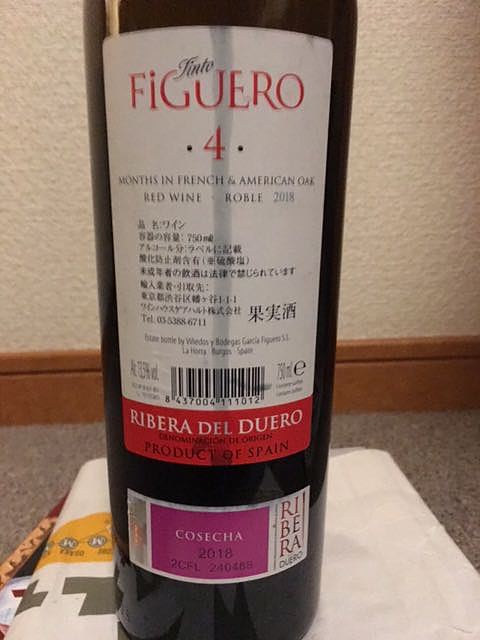 Tinto
FiGUERO
· 4 ·
MONTHS IN FRENCH & AMERICAN OAK
RED WINE · ROBLE 2018
品 名:ワイン
容器の容量: 750㎖
アルコール分:ラベルに記載
酸化防止剤含有(亜硫酸塩)
未成年者の飲酒は法律で禁じられています
輸入業者・引取先:
東京都渋谷区幡ヶ谷1-1-1
ワインハウスゲアハルト株式会社
Tel. 03-5388-6711
果実酒
Estate bottle by Viñedos y Bodegas García Figuero S.L.
La Horra · Burgos · Spain
Alc. 13,5% vol.
750 ml e
8 437004 111012
RIBERA DEL DUERO
DENOMINACIÓN DE ORIGEN
PRODUCT OF SPAIN
COSECHA
2018
2CFL 240488
RIBERA
DUERO